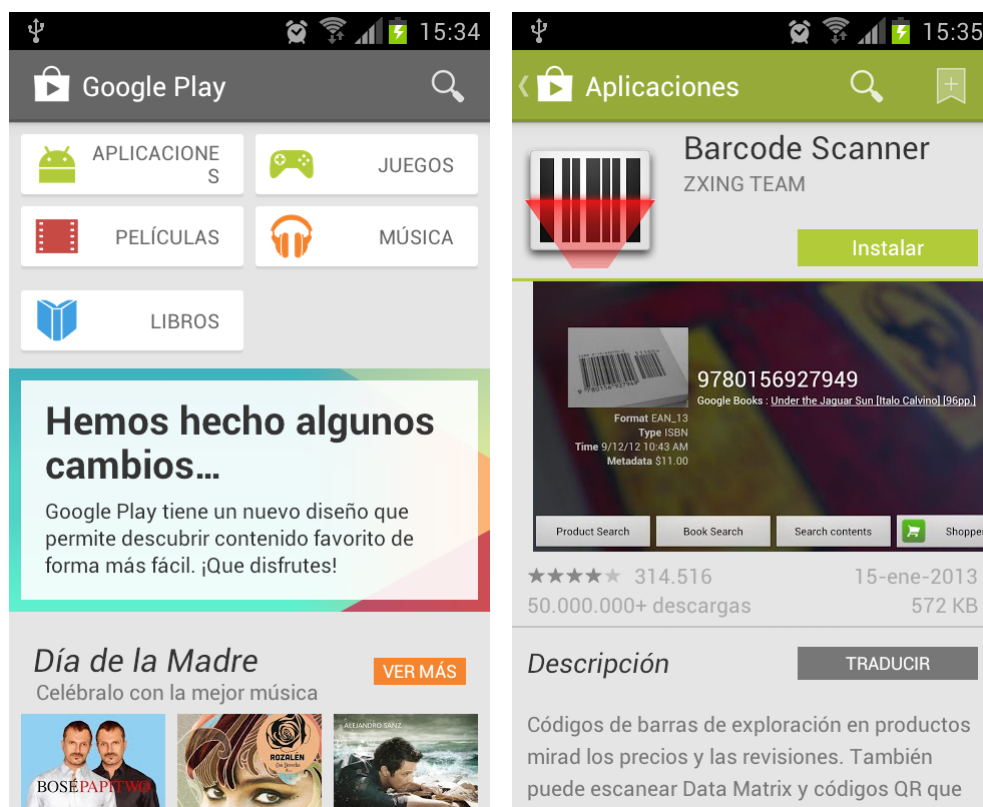 15:34
Google Play
APLICACIONE
S
JUEGOS
PELÍCULAS
MÚSICA
LIBROS
Hemos hecho algunos
cambios...
Google Play tiene un nuevo diseño que
permite descubrir contenido favorito de
forma más fácil. ¡Que disfrutes!
Día de la Madre
VER MÁS
Celébralo con la mejor música
BOSÉ PAPITWO
ROZALÉN
ALEJANDRO SANZ
15:35
Aplicaciones
Barcode Scanner
ZXING TEAM
Instalar
9780156927949
Google Books : Under the Jaguar Sun [Italo Calvino] [96pp.]
Format EAN_13
Type ISBN
Time 9/12/12 10:43 AM
Metadata $11.00
Product Search
Book Search
Search contents
Shoppe
314.516
15-ene-2013
50.000.000+ descargas
572 KB
Descripción
TRADUCIR
Códigos de barras de exploración en productos
mirad los precios y las revisiones. También
puede escanear Data Matrix y códigos QR que